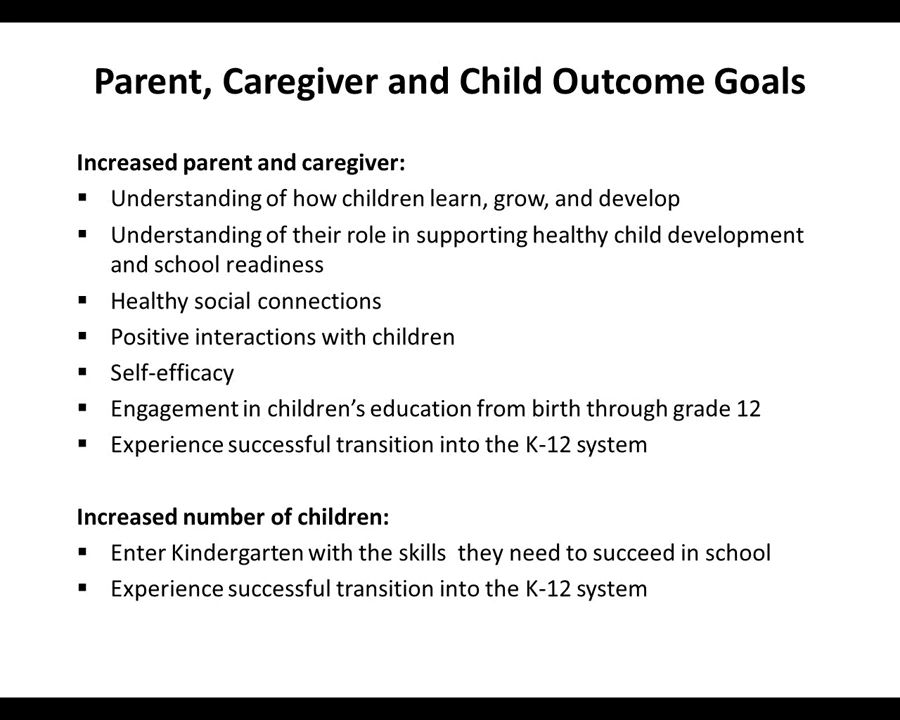 Parent, Caregiver and Child Outcome Goals
Increased parent and caregiver:
▪ Understanding of how children learn, grow, and develop
▪ Understanding of their role in supporting healthy child development
and school readiness
▪ Healthy social connections
▪ Positive interactions with children
▪ Self-efficacy
▪ Engagement in children’s education from birth through grade 12
▪ Experience successful transition into the K-12 system
Increased number of children:
▪ Enter Kindergarten with the skills  they need to succeed in school
▪ Experience successful transition into the K-12 system